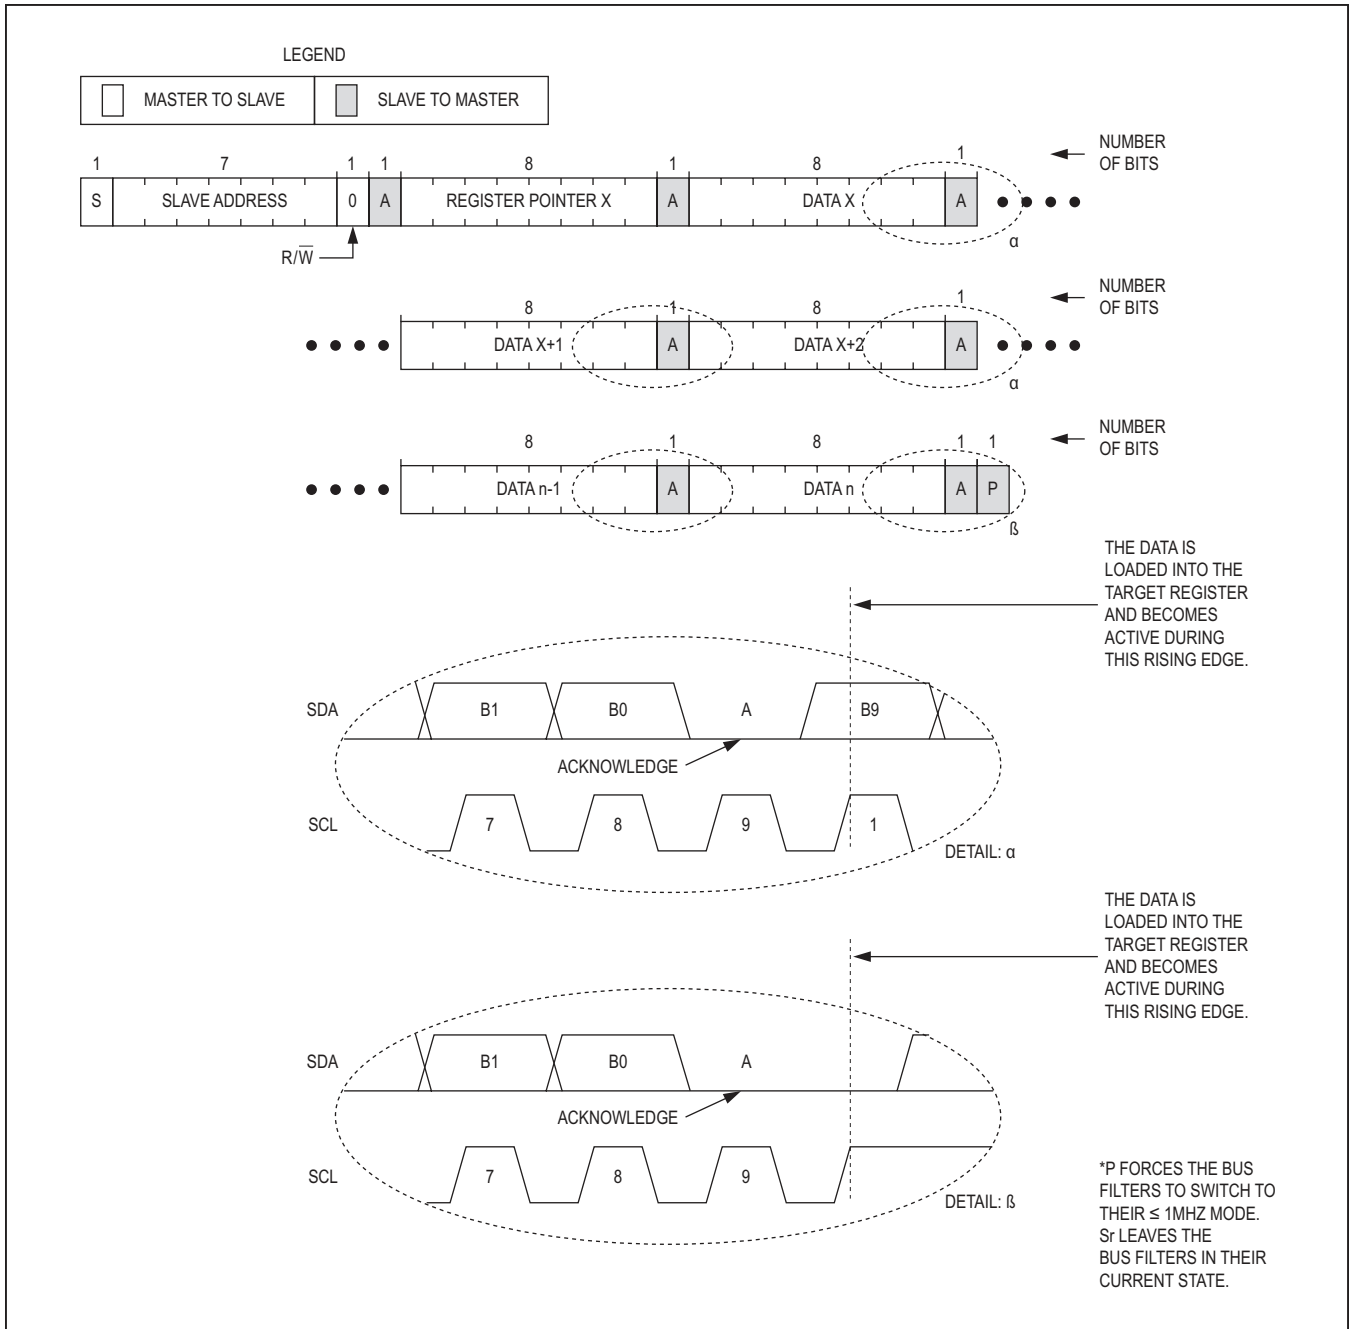 LEGEND
MASTER TO SLAVE
SLAVE TO MASTER
1 7 1 1 8 1 8 1
NUMBER
OF BITS
S SLAVE ADDRESS 0 A REGISTER POINTER X A DATA X A
α
R/W̅
8 1 8 1
NUMBER
OF BITS
DATA X+1 A DATA X+2 A
α
8 1 8 1 1
NUMBER
OF BITS
DATA n-1 A DATA n A P
ß
THE DATA IS
LOADED INTO THE
TARGET REGISTER
AND BECOMES
ACTIVE DURING
THIS RISING EDGE.
SDA B1 B0 A B9
ACKNOWLEDGE
SCL 7 8 9 1
DETAIL: α
THE DATA IS
LOADED INTO THE
TARGET REGISTER
AND BECOMES
ACTIVE DURING
THIS RISING EDGE.
SDA B1 B0 A
ACKNOWLEDGE
SCL 7 8 9
DETAIL: ß
*P FORCES THE BUS
FILTERS TO SWITCH TO
THEIR ≤ 1MHZ MODE.
Sr LEAVES THE
BUS FILTERS IN THEIR
CURRENT STATE.